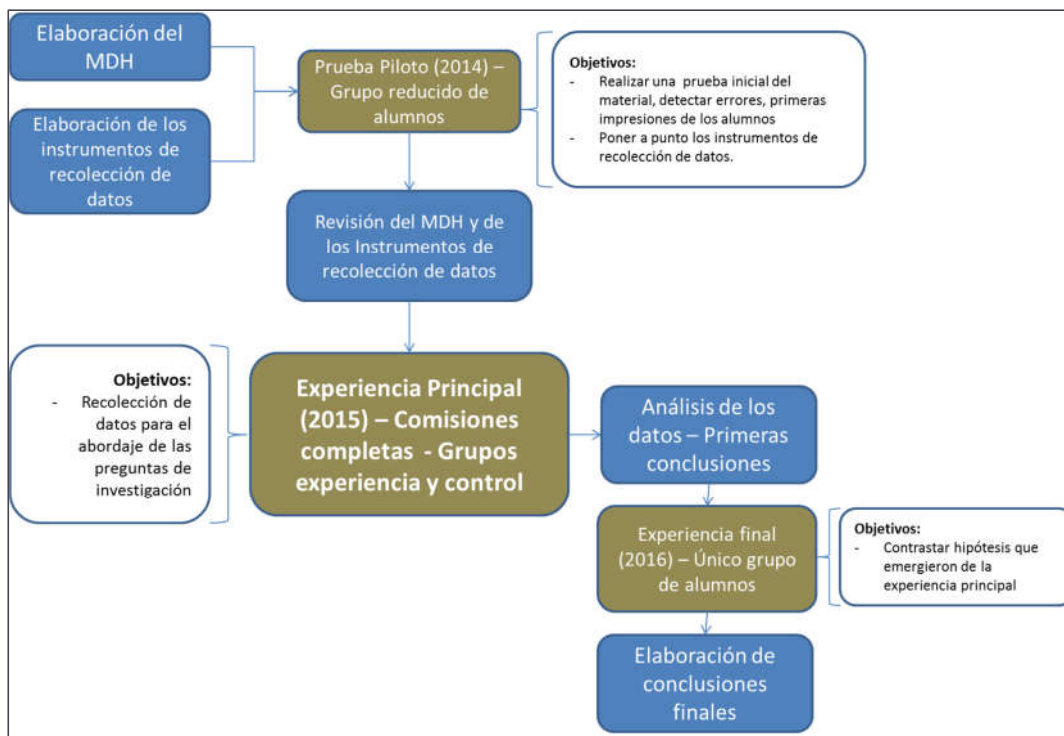 Elaboración del
MDH
Elaboración de los
instrumentos de
recolección de
datos
Prueba Piloto (2014) –
Grupo reducido de
alumnos
Objetivos:
- Realizar una prueba inicial del
material, detectar errores, primeras
impresiones de los alumnos
- Poner a punto los instrumentos de
recolección de datos.
Revisión del MDH y de
los Instrumentos de
recolección de datos
Objetivos:
- Recolección de
datos para el
abordaje de las
preguntas de
investigación
Experiencia Principal
(2015) – Comisiones
completas - Grupos
experiencia y control
Análisis de los
datos – Primeras
conclusiones
Experiencia final
(2016) – Único grupo
de alumnos
Objetivos:
- Contrastar hipótesis que
emergieron de la
experiencia principal
Elaboración de
conclusiones
finales